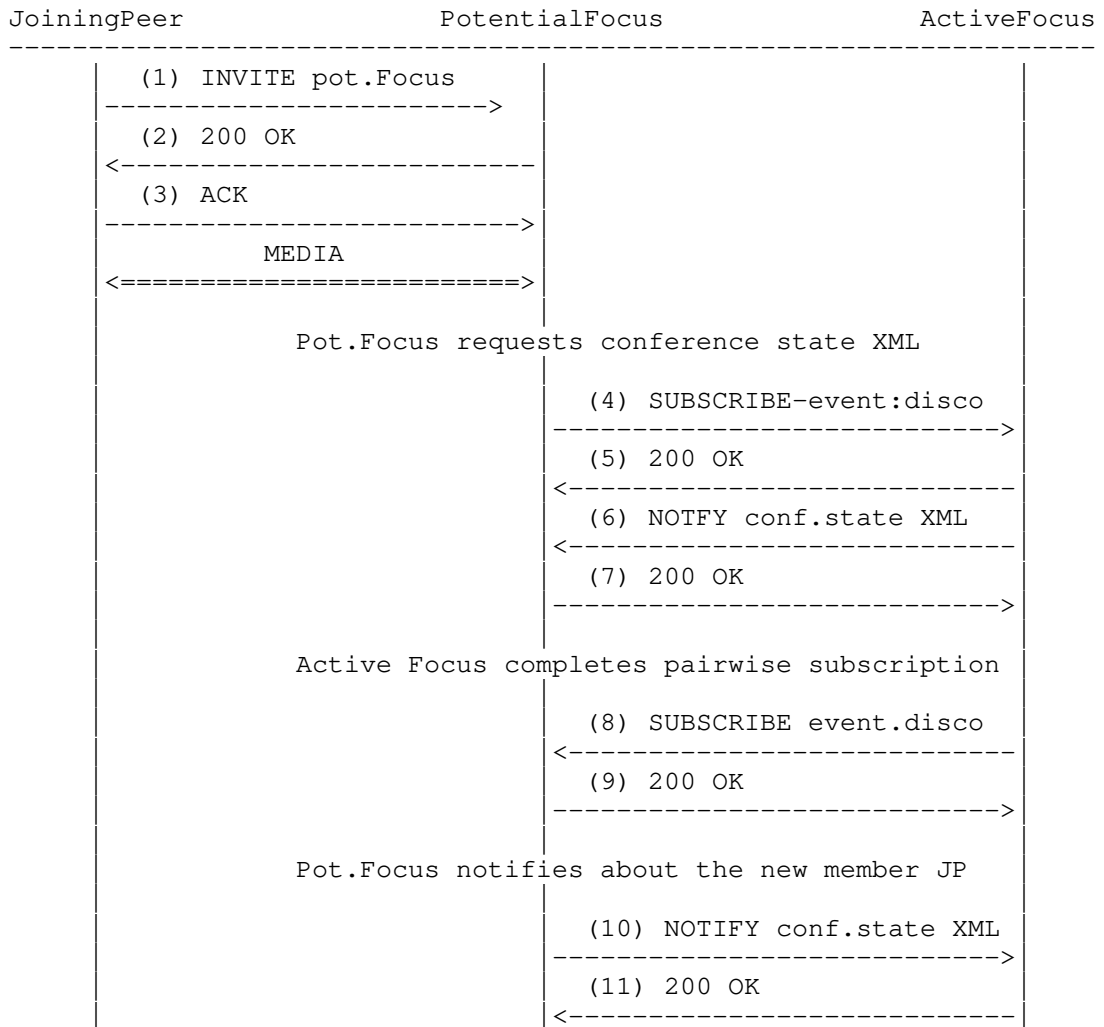 JoiningPeer PotentialFocus ActiveFocus
(1) INVITE pot.Focus
(2) 200 OK
(3) ACK
MEDIA
Pot.Focus requests conference state XML
(4) SUBSCRIBE-event:disco
(5) 200 OK
(6) NOTFY conf.state XML
(7) 200 OK
Active Focus completes pairwise subscription
(8) SUBSCRIBE event.disco
(9) 200 OK
Pot.Focus notifies about the new member JP
(10) NOTIFY conf.state XML
(11) 200 OK